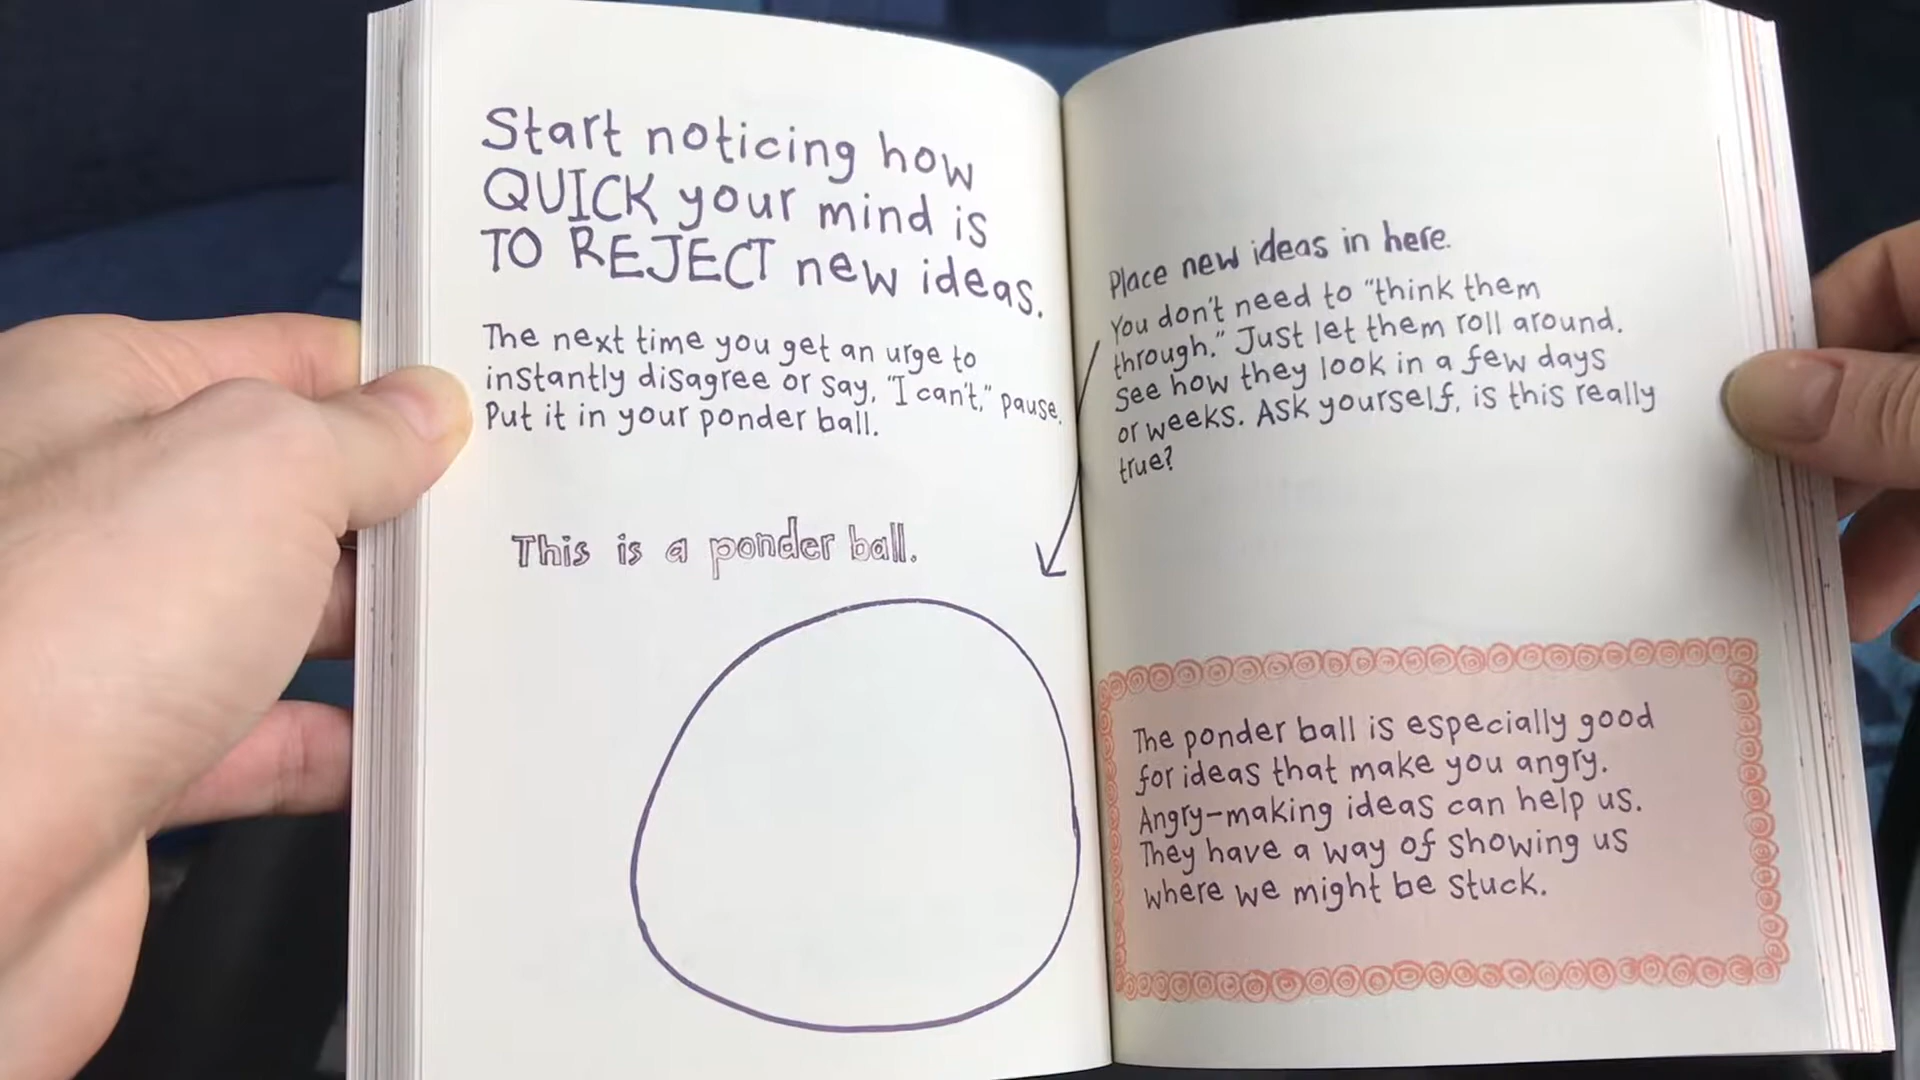 Start noticing how
QUICK your mind is
TO REJECT new ideas.
The next time you get an urge to
instantly disagree or say, "I can't," pause.
Put it in your ponder ball.
This is a ponder ball.
Place new ideas in here.
You don't need to "think them
through." Just let them roll around.
See how they look in a few days
or weeks. Ask yourself, is this really
true?
The ponder ball is especially good
for ideas that make you angry.
Angry-making ideas can help us.
They have a way of showing us
where we might be stuck.